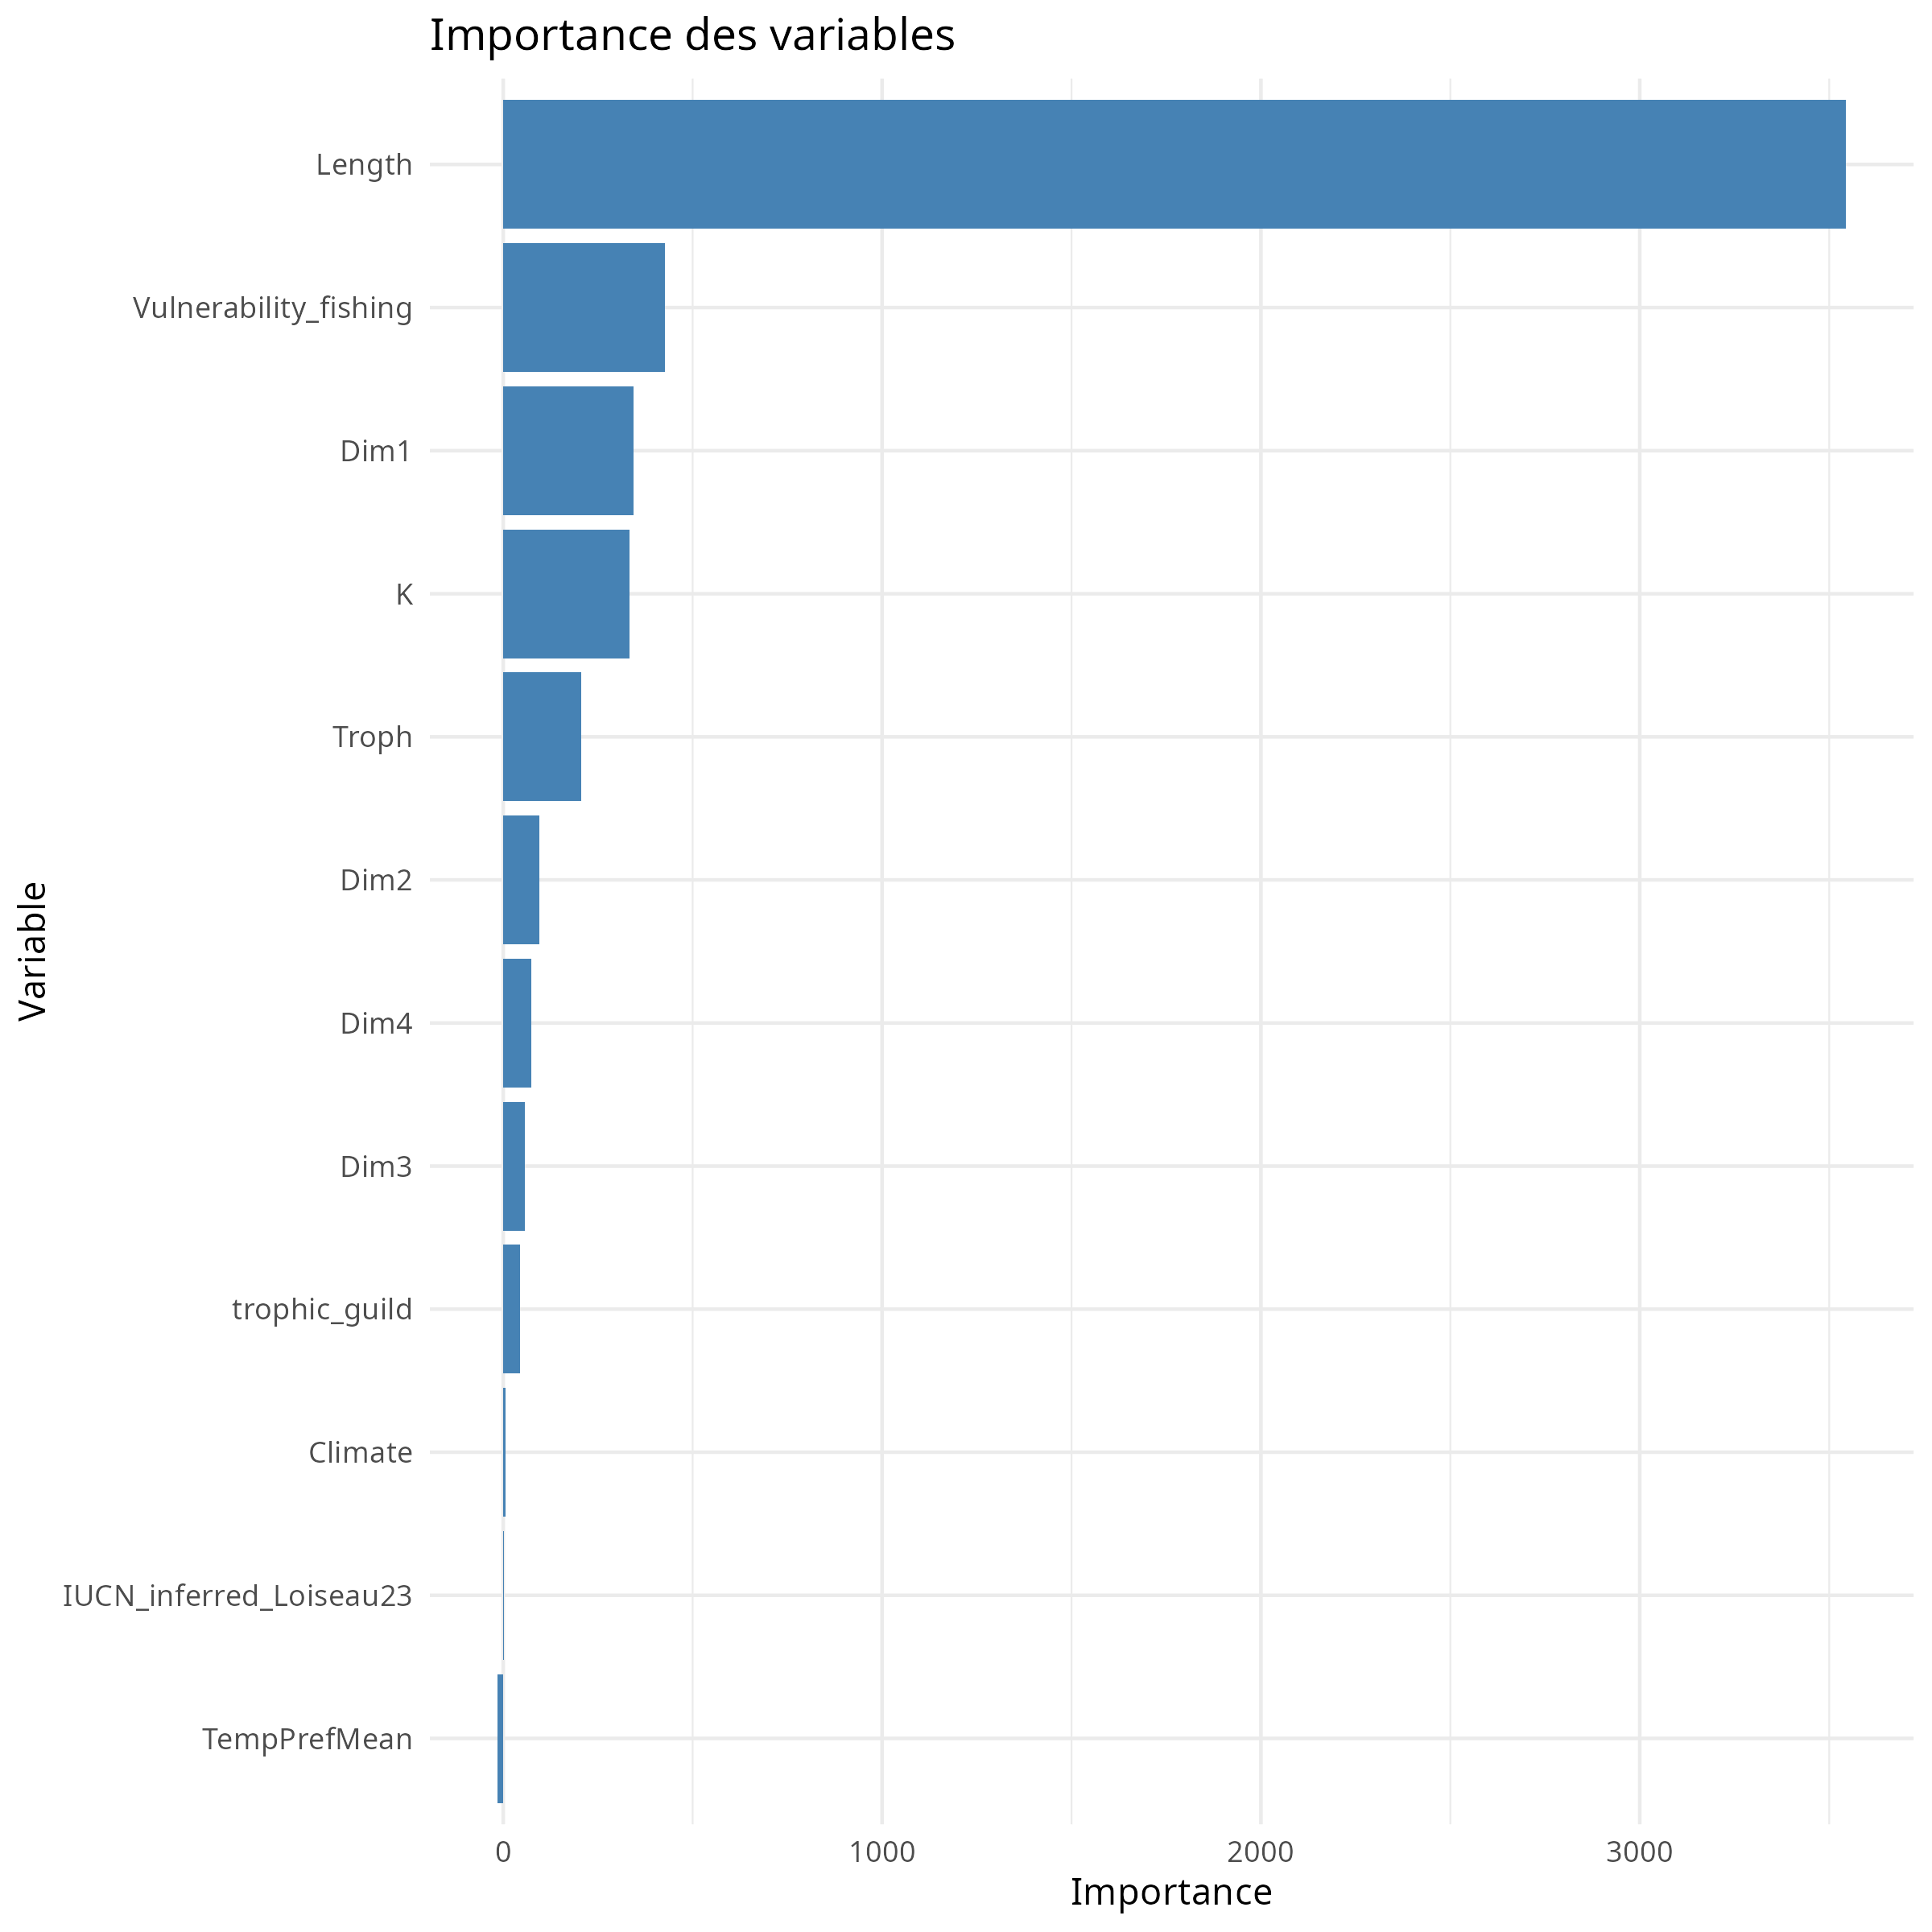 Importance des variables
Length
Vulnerability_fishing
Dim1
K
Troph
Dim2
Dim4
Dim3
trophic_guild
Climate
IUCN_inferred_Loiseau23
TempPrefMean
Variable
0 1000 2000 3000
Importance